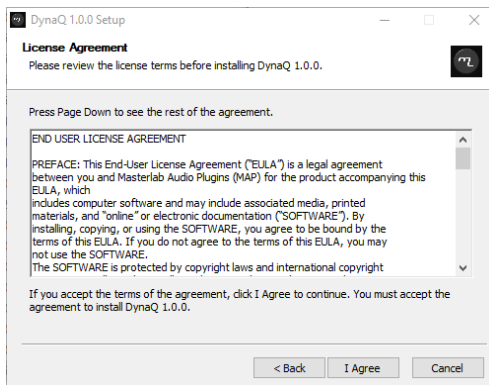 DynaQ 1.0.0 Setup
License Agreement
Please review the license terms before installing DynaQ 1.0.0.
Press Page Down to see the rest of the agreement.
END USER LICENSE AGREEMENT
PREFACE: This End-User License Agreement ("EULA") is a legal agreement
between you and Masterlab Audio Plugins (MAP) for the product accompanying this
EULA, which
includes computer software and may include associated media, printed
materials, and "online" or electronic documentation ("SOFTWARE"). By
installing, copying, or using the SOFTWARE, you agree to be bound by the
terms of this EULA. If you do not agree to the terms of this EULA, you may
not use the SOFTWARE.
The SOFTWARE is protected by copyright laws and international copyright
If you accept the terms of the agreement, click I Agree to continue. You must accept the
agreement to install DynaQ 1.0.0.
< Back I Agree Cancel